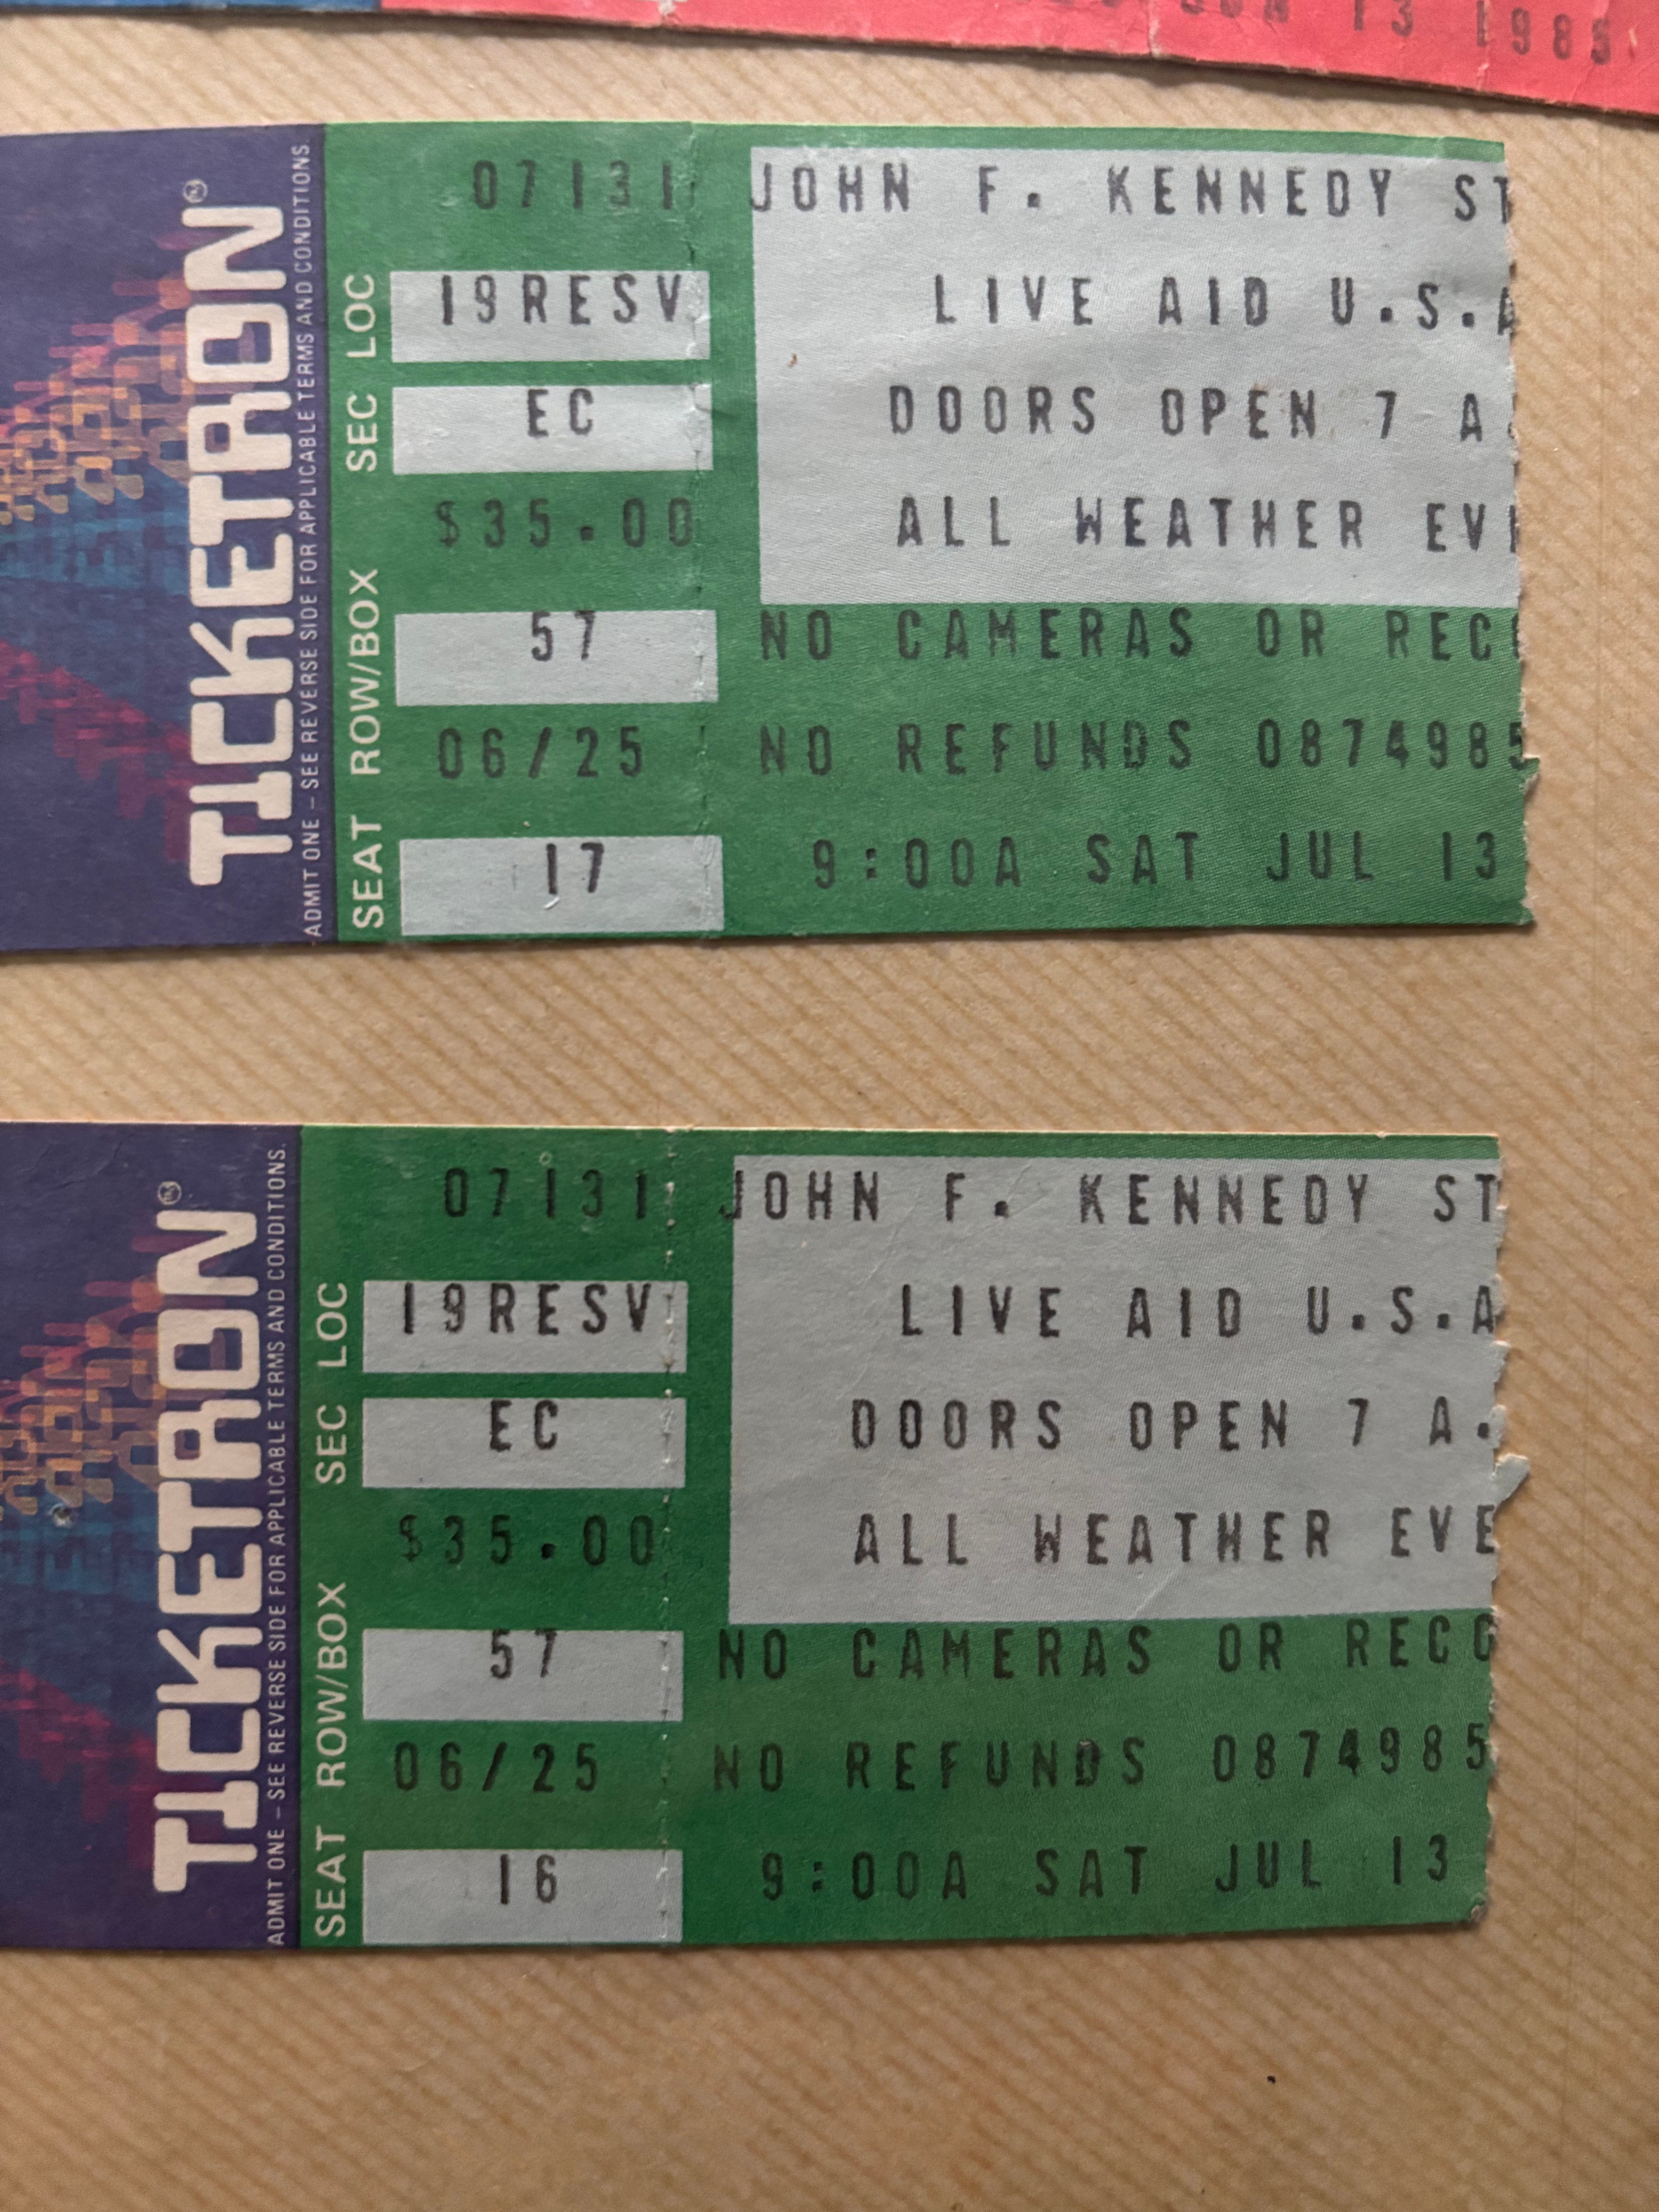 13 198
TICKETRON®
ADMIT ONE – SEE REVERSE SIDE FOR APPLICABLE TERMS AND CONDITIONS
SEAT ROW/BOX SEC LOC
07131 JOHN F. KENNEDY ST
19RESV LIVE AID U.S.A
EC DOORS OPEN 7 A.
$35.00 ALL WEATHER EV
57 NO CAMERAS OR REC
06/25 NO REFUNDS 0874985
17 9:00A SAT JUL 13
TICKETRON®
ADMIT ONE – SEE REVERSE SIDE FOR APPLICABLE TERMS AND CONDITIONS.
SEAT ROW/BOX SEC LOC
07131 JOHN F. KENNEDY ST
19RESV LIVE AID U.S.A
EC DOORS OPEN 7 A.
$35.00 ALL WEATHER EVE
57 NO CAMERAS OR RECO
06/25 NO REFUNDS 0874985
16 9:00A SAT JUL 13